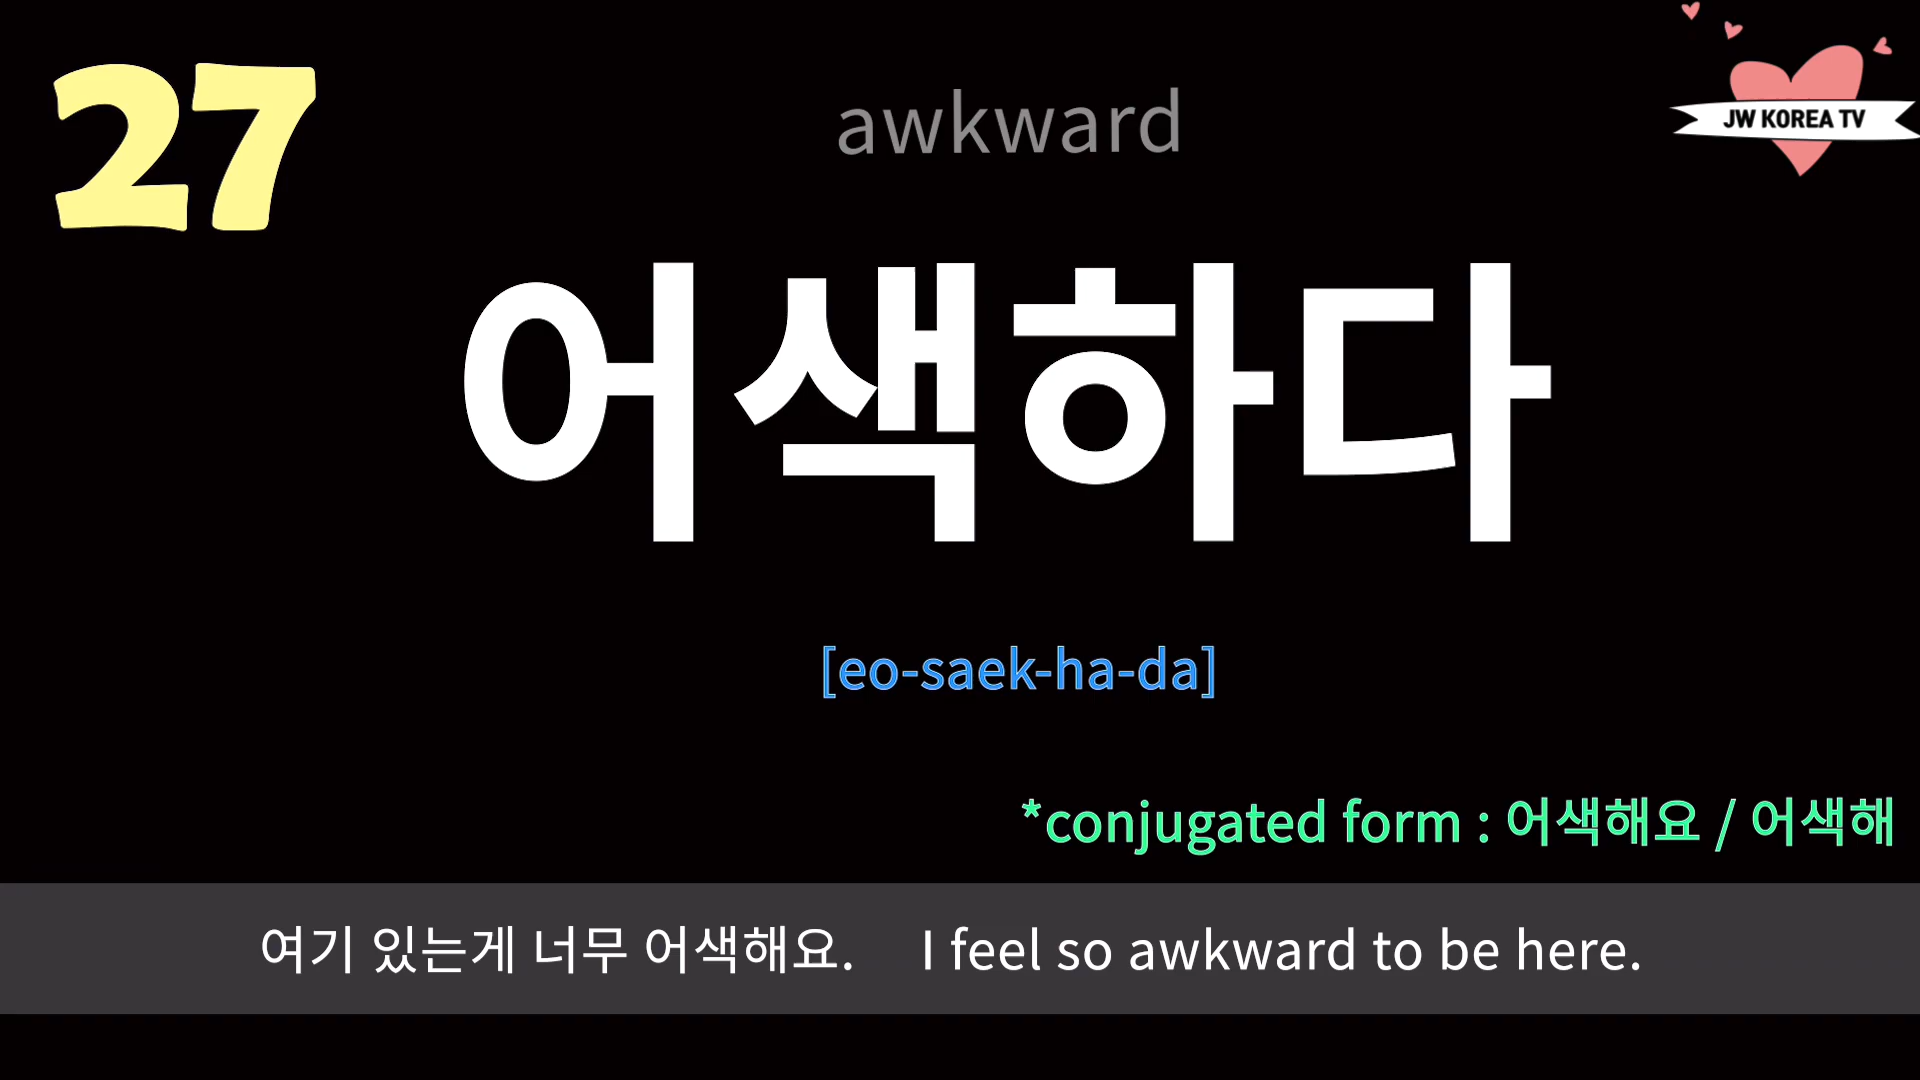 27
awkward
JW KOREA TV
어색하다
[eo-saek-ha-da]
*conjugated form : 어색해요 / 어색해
여기 있는게 너무 어색해요. I feel so awkward to be here.